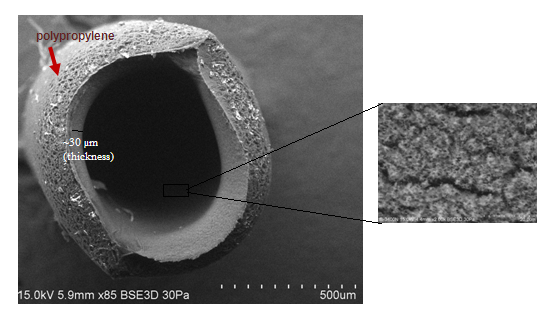 polypropylene
~30 µm
(thickness)
15.0kV 5.9mm x85 BSE3D 30Pa
500um